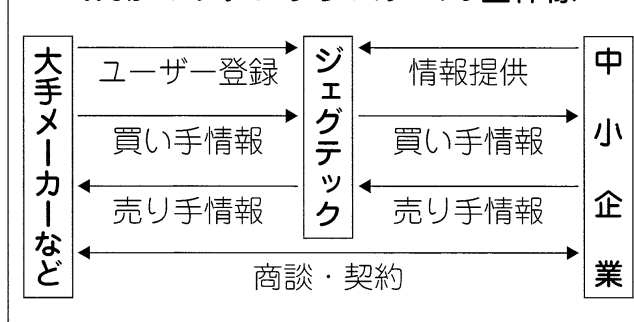 大手メーカーなど
ユーザー登録
買い手情報
売り手情報
ジェグテック
情報提供
買い手情報
売り手情報
中小企業
商談・契約